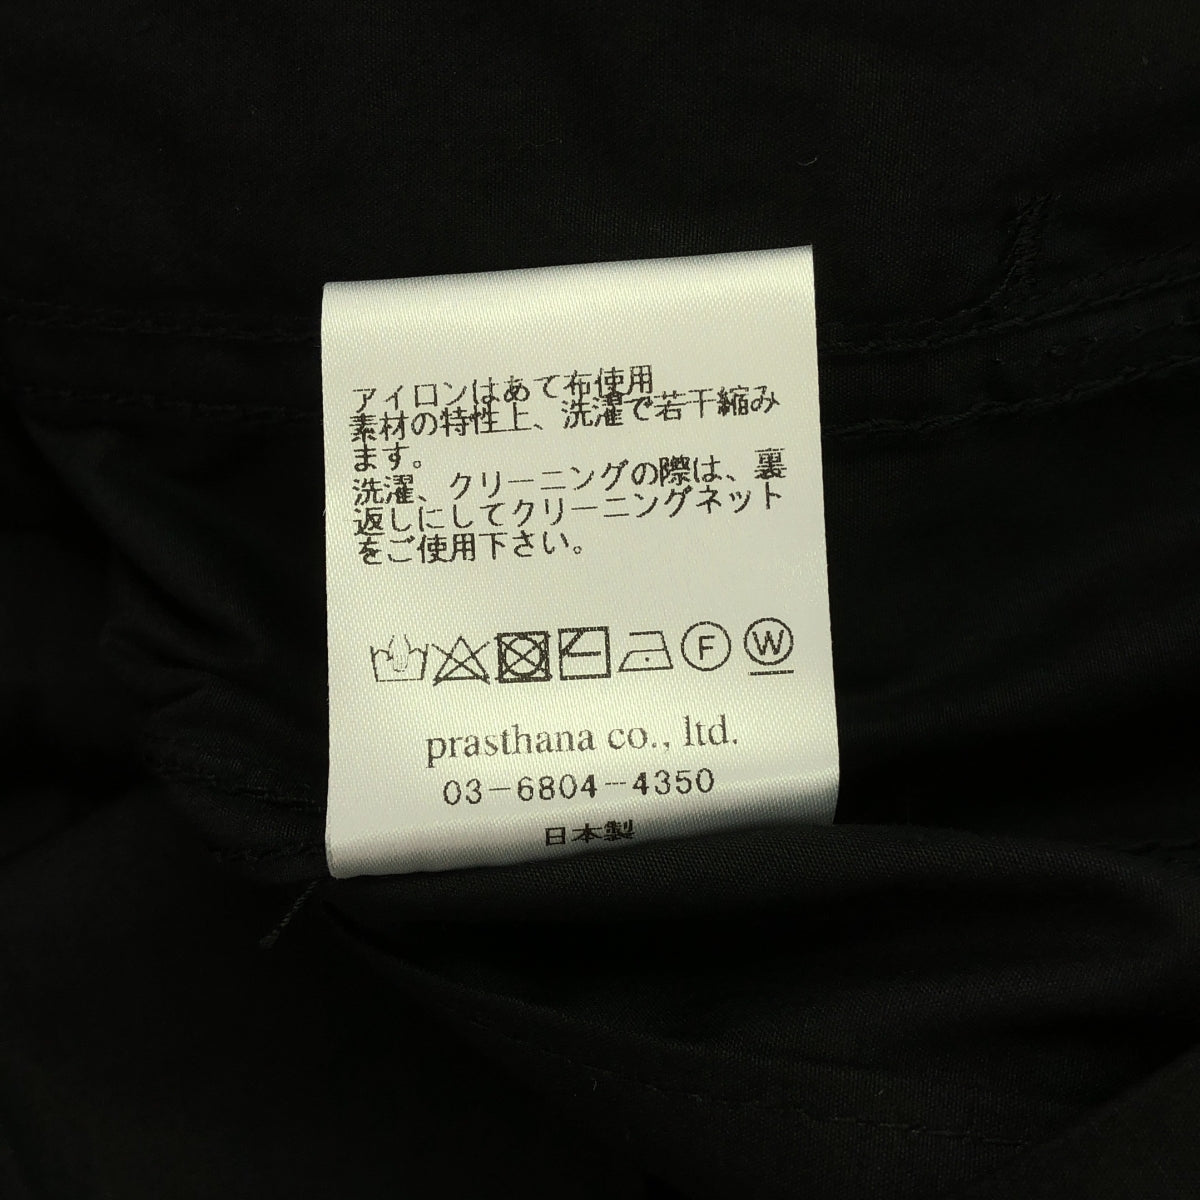 アイロンはあて布使用
素材の特性上、洗濯で若干縮み
ます。
洗濯、クリーニングの際は、裏
返しにしてクリーニングネット
をご使用下さい。
F W
prasthana co., ltd.
03-6804-4350
日本製